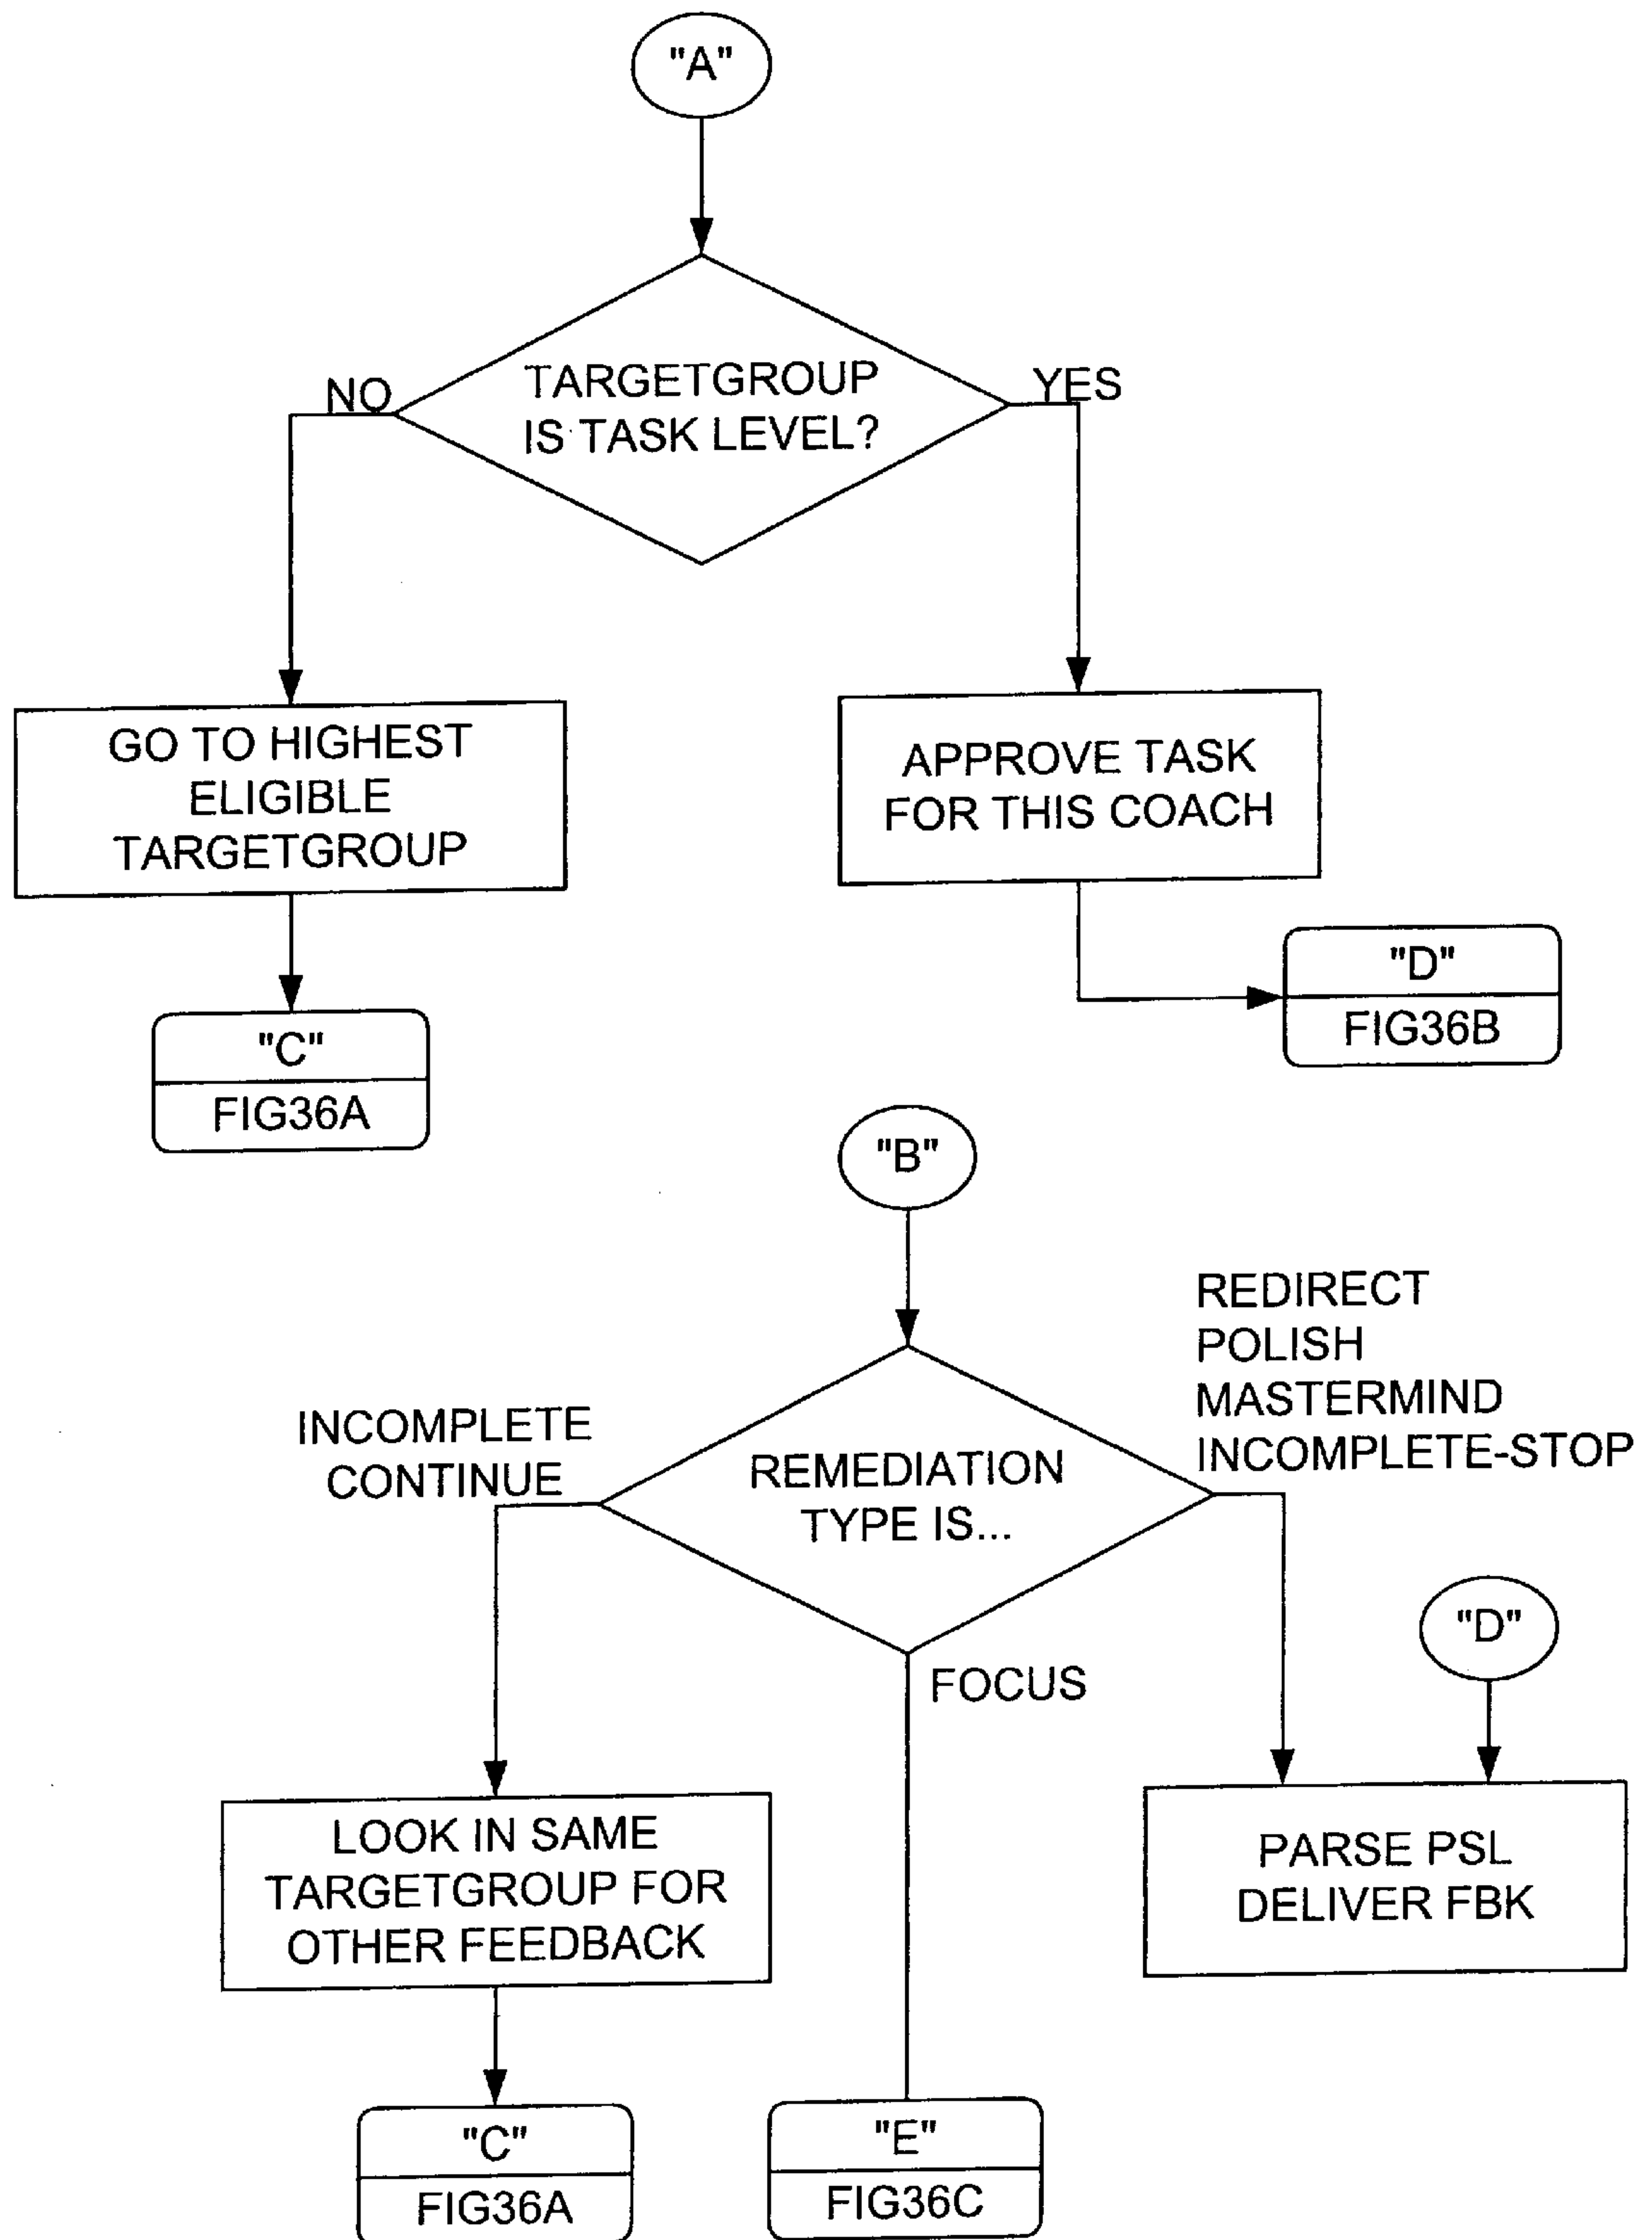 "A"
NO
TARGETGROUP
IS TASK LEVEL?
YES
GO TO HIGHEST
ELIGIBLE
TARGETGROUP
APPROVE TASK
FOR THIS COACH
"C"
FIG36A
"D"
FIG36B
"B"
INCOMPLETE
CONTINUE
REMEDIATION
TYPE IS...
REDIRECT
POLISH
MASTERMIND
INCOMPLETE-STOP
FOCUS
"D"
LOOK IN SAME
TARGETGROUP FOR
OTHER FEEDBACK
PARSE PSL
DELIVER FBK
"C"
FIG36A
"E"
FIG36C